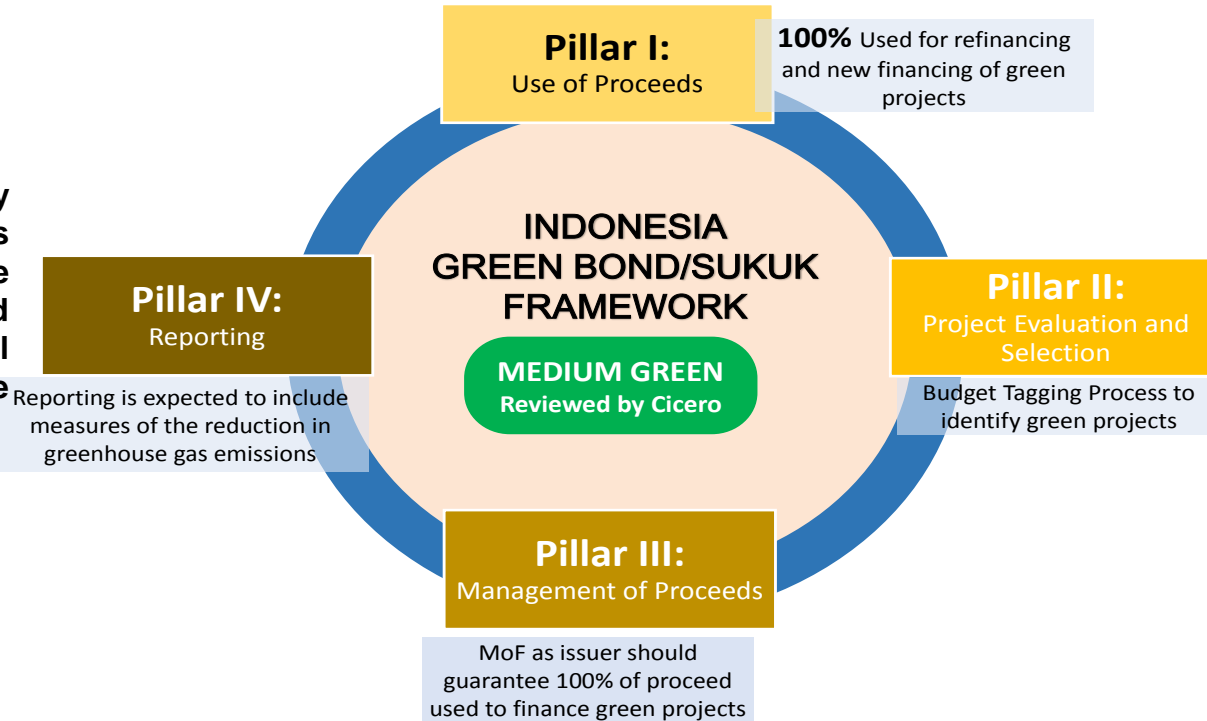 Pillar I:
Use of Proceeds
100% Used for refinancing
and new financing of green
projects
INDONESIA
GREEN BOND/SUKUK
FRAMEWORK
MEDIUM GREEN
Reviewed by Cicero
Pillar II:
Project Evaluation and
Selection
Budget Tagging Process to
identify green projects
Pillar III:
Management of Proceeds
MoF as issuer should
guarantee 100% of proceed
used to finance green projects
Pillar IV:
Reporting
Reporting is expected to include
measures of the reduction in
greenhouse gas emissions
y
s
e
d
l
e